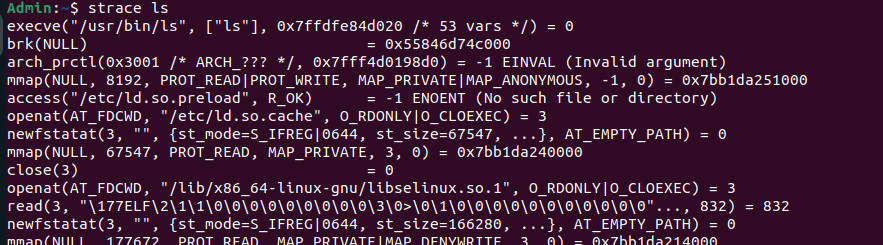 Admin:~$ strace ls
execve("/usr/bin/ls", ["ls"], 0x7ffdfe84d020 /* 53 vars */) = 0
brk(NULL)                               = 0x55846d74c000
arch_prctl(0x3001 /* ARCH_??? */, 0x7fff4d0198d0) = -1 EINVAL (Invalid argument)
mmap(NULL, 8192, PROT_READ|PROT_WRITE, MAP_PRIVATE|MAP_ANONYMOUS, -1, 0) = 0x7bb1da251000
access("/etc/ld.so.preload", R_OK)      = -1 ENOENT (No such file or directory)
openat(AT_FDCWD, "/etc/ld.so.cache", O_RDONLY|O_CLOEXEC) = 3
newfstatat(3, "", {st_mode=S_IFREG|0644, st_size=67547, ...}, AT_EMPTY_PATH) = 0
mmap(NULL, 67547, PROT_READ, MAP_PRIVATE, 3, 0) = 0x7bb1da240000
close(3)                                = 0
openat(AT_FDCWD, "/lib/x86_64-linux-gnu/libselinux.so.1", O_RDONLY|O_CLOEXEC) = 3
read(3, "\177ELF\2\1\1\0\0\0\0\0\0\0\0\0\3\0>\0\1\0\0\0\0\0\0\0\0\0\0\0"..., 832) = 832
newfstatat(3, "", {st_mode=S_IFREG|0644, st_size=166280, ...}, AT_EMPTY_PATH) = 0
mmap(NULL, 177672, PROT_READ, MAP_PRIVATE|MAP_DENYWRITE, 3, 0) = 0x7bb1da214000